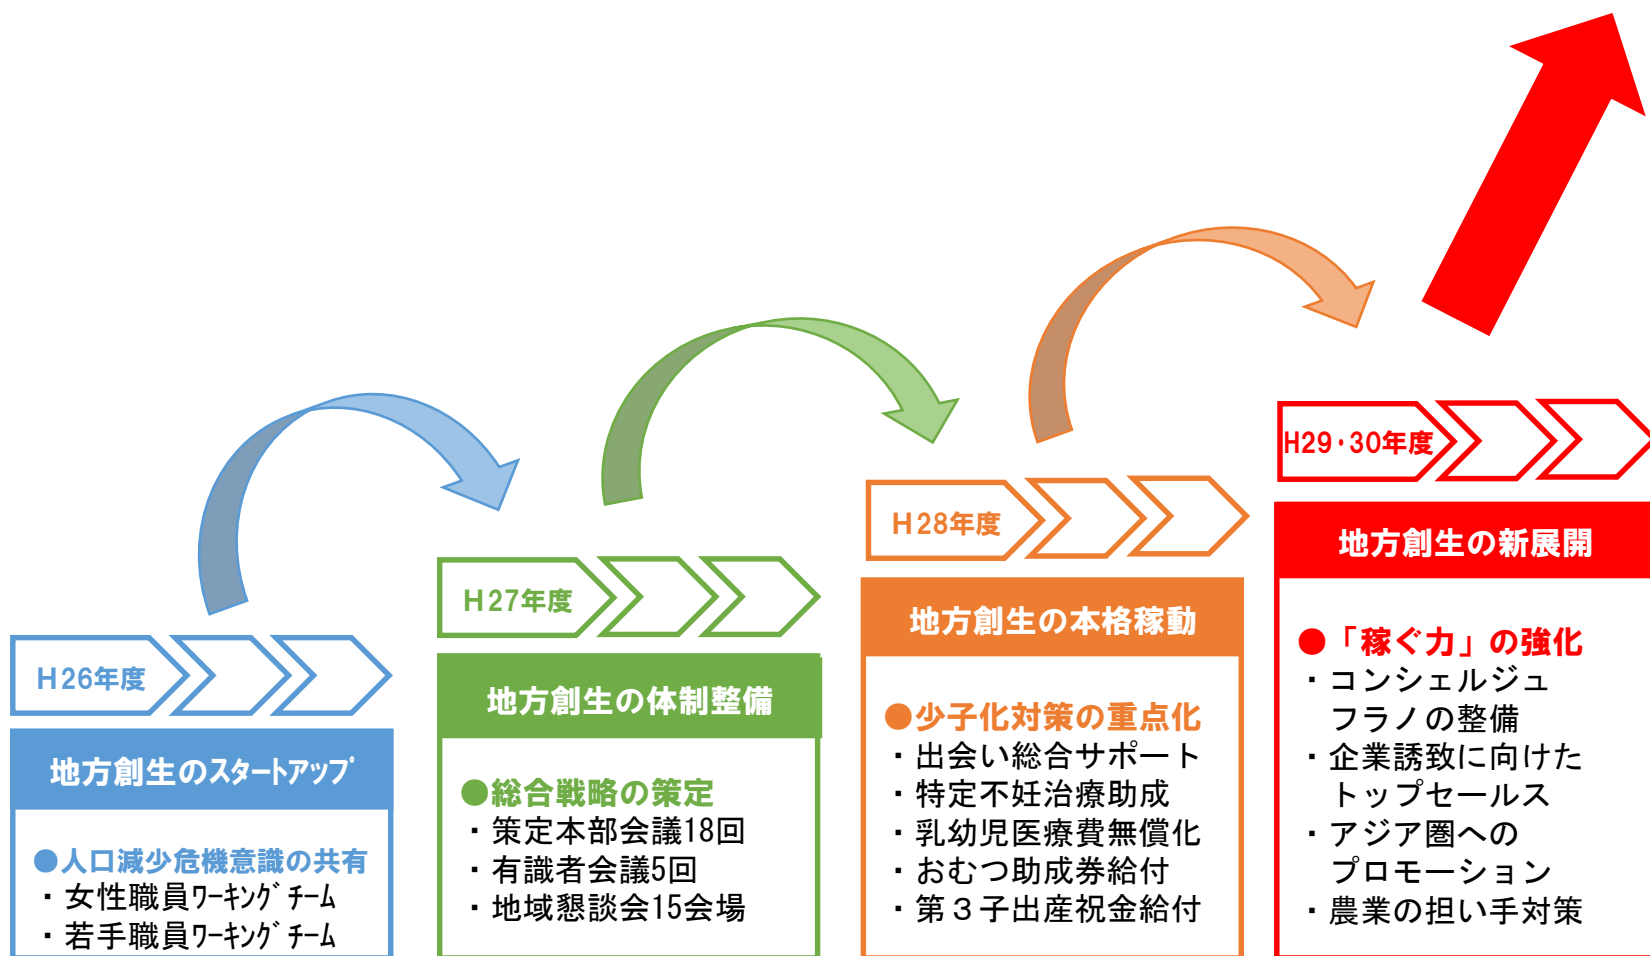 H26年度
地方創生のスタートアップ
●人口減少危機意識の共有
・女性職員ワーキングチーム
・若手職員ワーキングチーム
H27年度
地方創生の体制整備
●総合戦略の策定
・策定本部会議18回
・有識者会議5回
・地域懇談会15会場
H28年度
地方創生の本格稼動
●少子化対策の重点化
・出会い総合サポート
・特定不妊治療助成
・乳幼児医療費無償化
・おむつ助成券給付
・第３子出産祝金給付
H29・30年度
地方創生の新展開
●「稼ぐ力」の強化
・コンシェルジュ
フラノの整備
・企業誘致に向けた
トップセールス
・アジア圏への
プロモーション
・農業の担い手対策